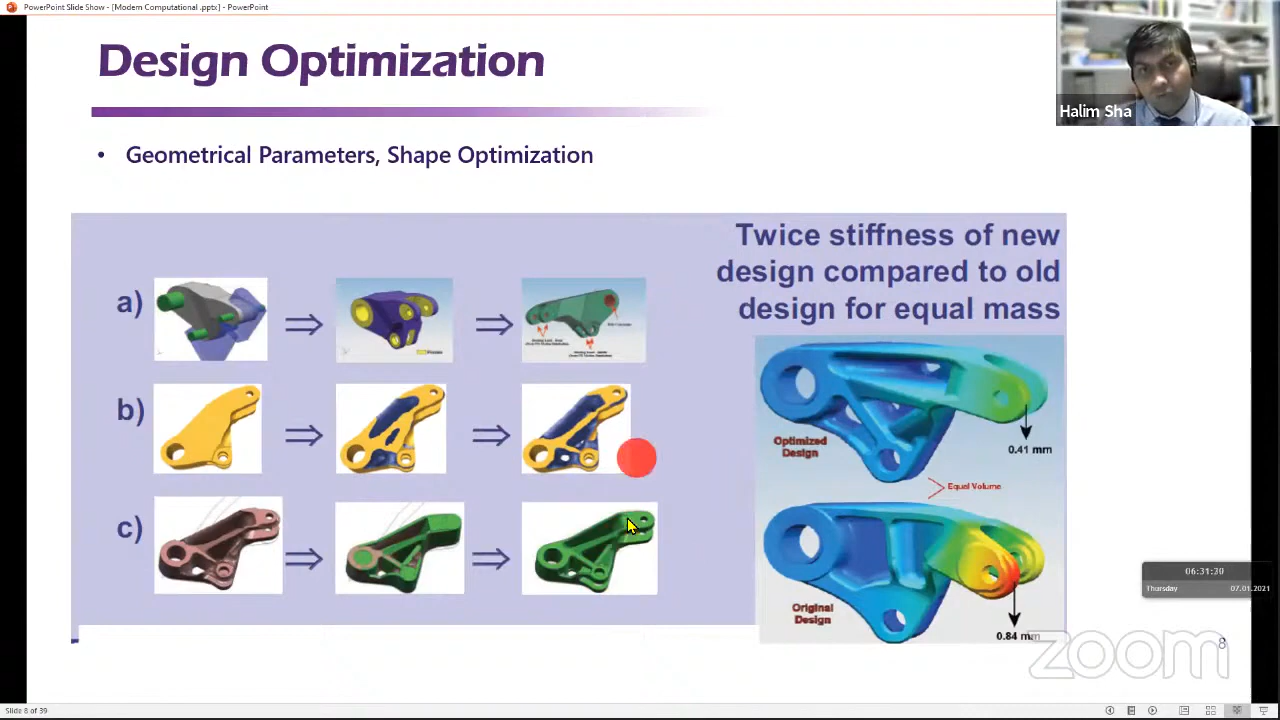 PowerPoint Slide Show - [Modern Computational .pptx] - PowerPoint
Design Optimization
Halim Sha
• Geometrical Parameters, Shape Optimization
Twice stiffness of new
design compared to old
design for equal mass
a)
b)
c)
Optimized
Design
0.41 mm
Equal Volume
Original
Design
0.84 mm
06:31:30
Thursday 07.01.2021
zoom
8
Slide 8 of 39